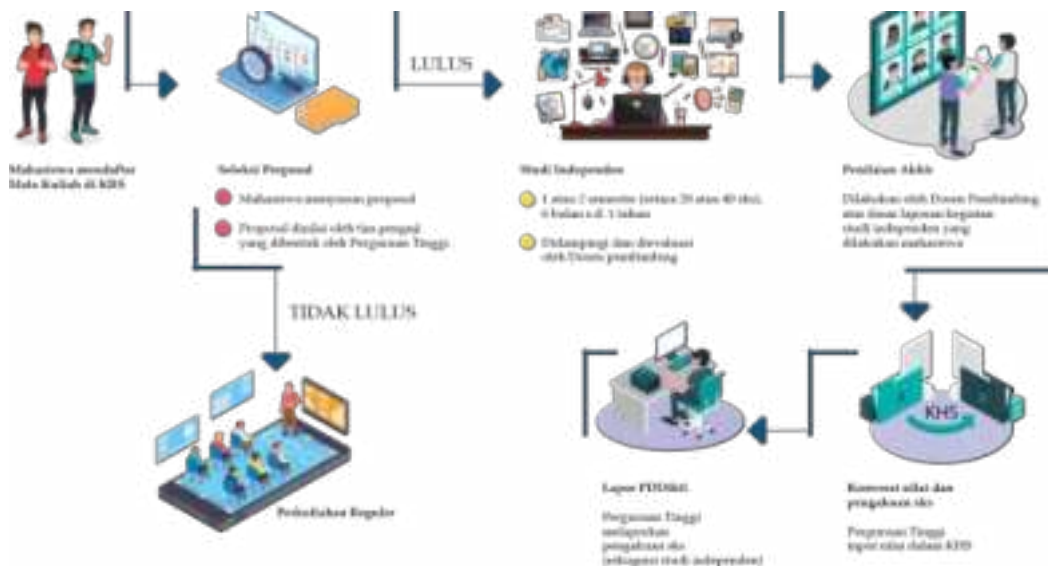 Mahasiswa mendaftar
Mata Kuliah di KRS
LULUS
Seleksi Proposal
Mahasiswa menyusun proposal
Proposal dinilai oleh tim penguji
yang dibentuk oleh Perguruan Tinggi
Studi Independen
1 atau 2 semester (setara 20 atau 40 sks),
6 bulan s.d. 1 tahun
Didampingi dan dievaluasi
oleh Dosen pembimbing
Penilaian Akhir
Dilakukan oleh Dosen Pembimbing
atas dasar laporan kegiatan
studi independen yang
dilakukan mahasiswa
TIDAK LULUS
Perkuliahan Reguler
KHS
Konversi nilai dan
pengakuan sks
Perguruan Tinggi
input nilai dalam KHS
Lapor PDDikti
Perguruan Tinggi
melaporkan
pengakuan sks
(rekognisi studi independen)